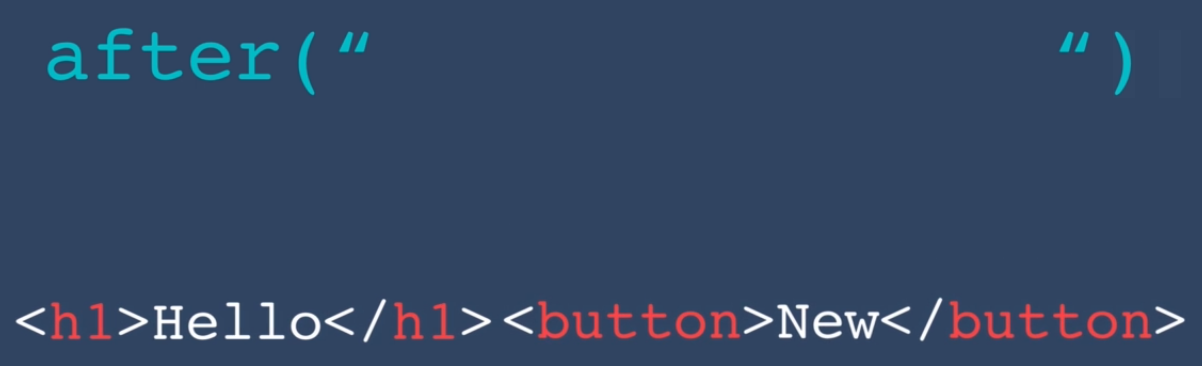 after(“ “)
<h1>Hello</h1><button>New</button>